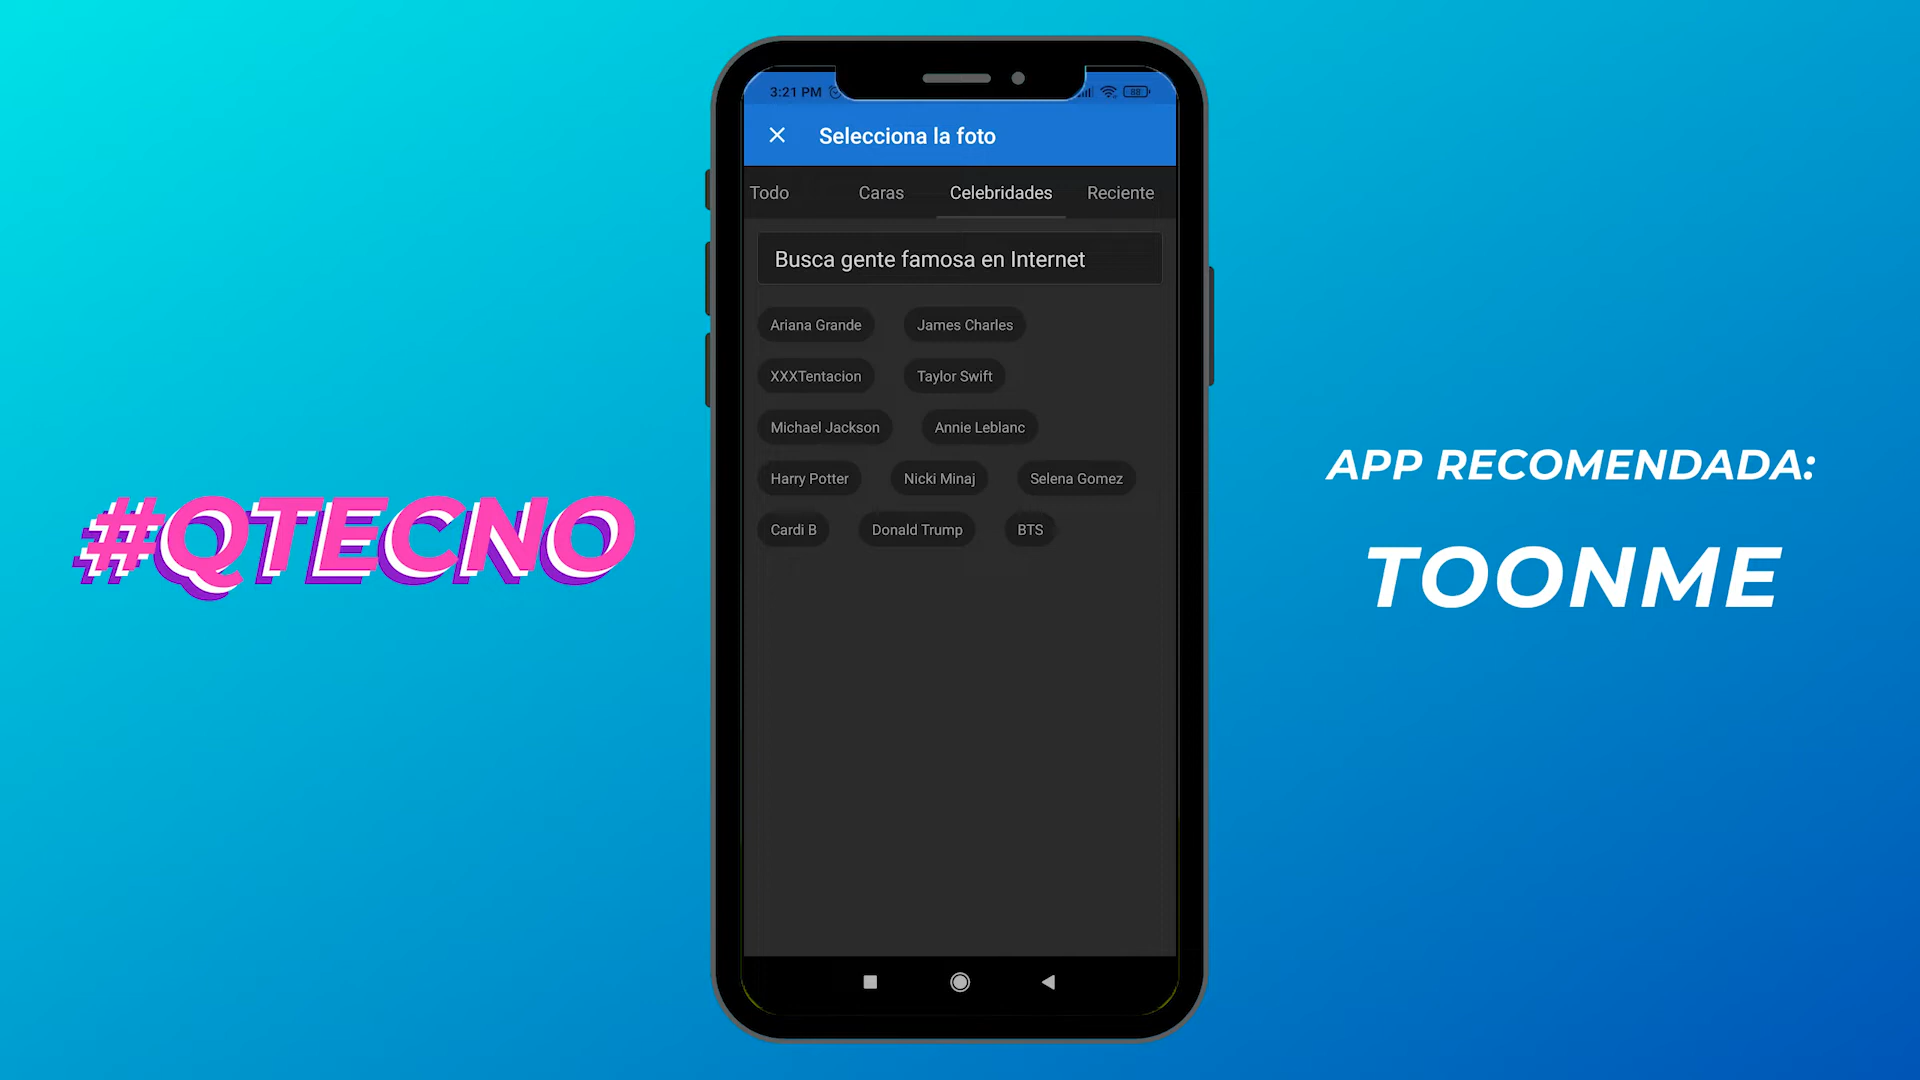 #QTECNO
3:21 PM
88
Selecciona la foto
Todo Caras Celebridades Reciente
Busca gente famosa en Internet
Ariana Grande James Charles
XXXTentacion Taylor Swift
Michael Jackson Annie Leblanc
Harry Potter Nicki Minaj Selena Gomez
Cardi B Donald Trump BTS
APP RECOMENDADA:
TOONME